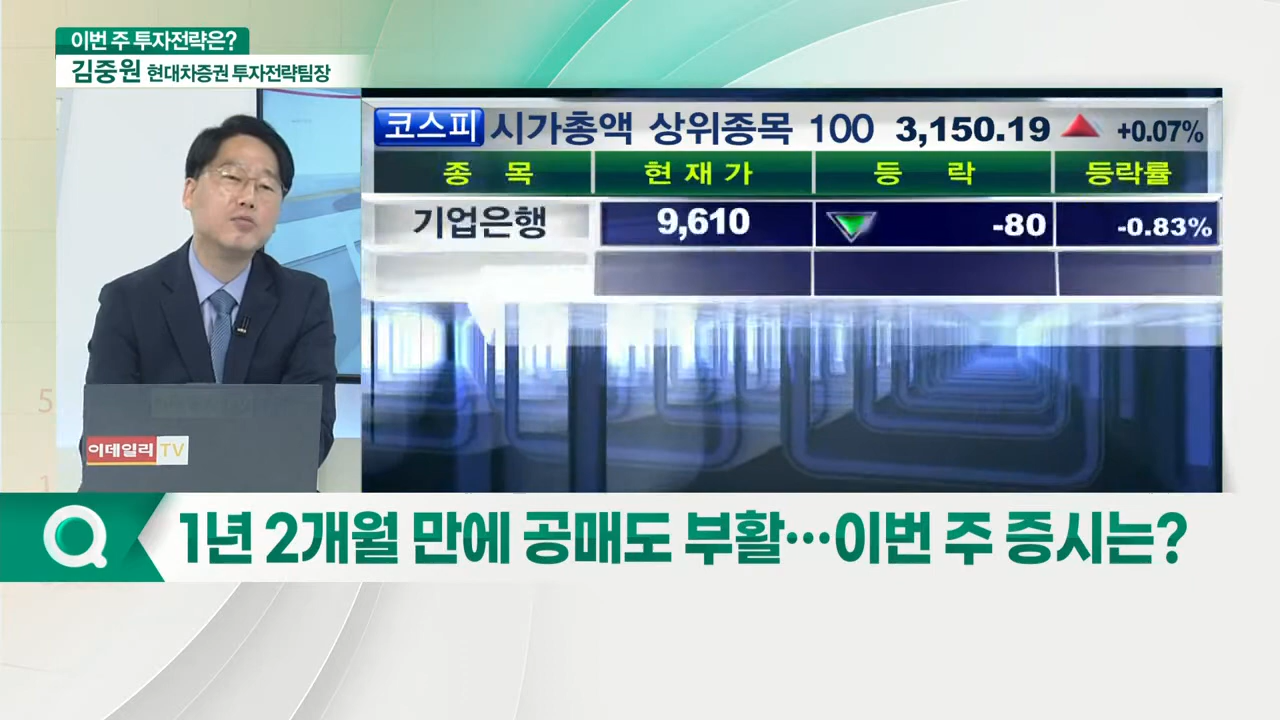 이번 주 투자전략은?
김중원 현대차증권 투자전략팀장
코스피 시가총액 상위종목 100 3,150.19 +0.07%
종 목 현 재 가 등 락 등락률
기업은행 9,610 -80 -0.83%
5
1
이데일리 TV
1년 2개월 만에 공매도 부활…이번 주 증시는?